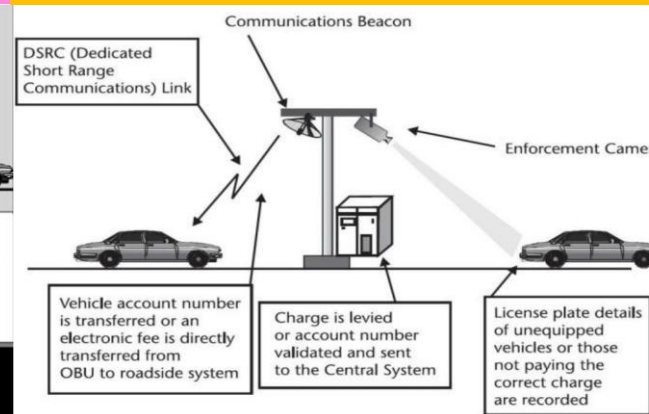 Communications Beacon
DSRC (Dedicated
Short Range
Communications) Link
Enforcement Came
Vehicle account number
is transferred or an
electronic fee is directly
transferred from
OBU to roadside system
Charge is levied
or account number
validated and sent
to the Central System
License plate details
of unequipped
vehicles or those
not paying the
correct charge
are recorded